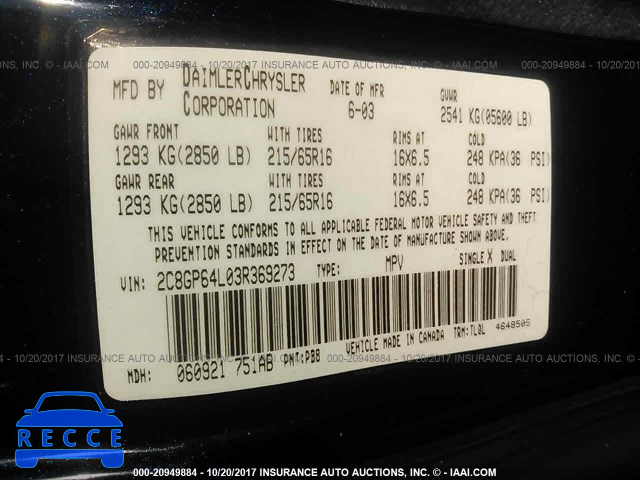 000-20949884 - 10/20/2017 INSURANCE AUTO AUCTIONS, INC. © - IAAI.COM
MFD BY DAIMLERCHRYSLER CORPORATION DATE OF MFR 6-03 GVWR 2541 KG(05600 LB)
GAWR FRONT WITH TIRES RIMS AT COLD
1293 KG(2850 LB) 215/65R16 16X6.5 248 KPA(36 PSI)
GAWR REAR WITH TIRES RIMS AT COLD
1293 KG(2850 LB) 215/65R16 16X6.5 248 KPA(36 PSI)
THIS VEHICLE CONFORMS TO ALL APPLICABLE FEDERAL MOTOR VEHICLE SAFETY AND THEFT
PREVENTION STANDARDS IN EFFECT ON THE DATE OF MANUFACTURE SHOWN ABOVE.
VIN: 2C8GP64L03R369273 TYPE: MPV SINGLE X DUAL
000-20949884 - 10/20/2017 INSURANCE AUTO AUCTIONS, INC. © - IAAI.COM
VEHICLE MADE IN CANADA TRM:TLQL 4648505
MDH: 060921 751AB PNT:PB8
RECCE
000-20949884 - 10/20/2017 INSURANCE AUTO AUCTIONS, INC. © - IAAI.COM